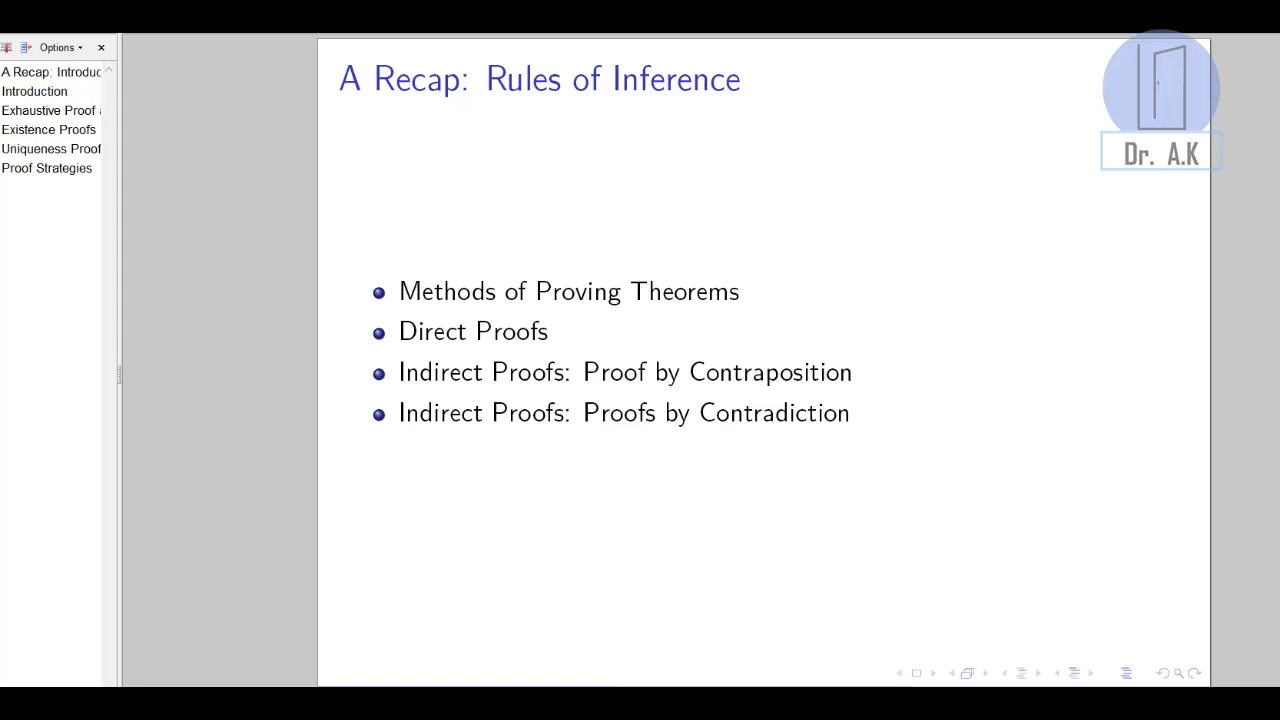 Options
A Recap: Introduc
Introduction
Exhaustive Proof
Existence Proofs
Uniqueness Proof
Proof Strategies
A Recap: Rules of Inference
Dr. A.K
Methods of Proving Theorems
Direct Proofs
Indirect Proofs: Proof by Contraposition
Indirect Proofs: Proofs by Contradiction